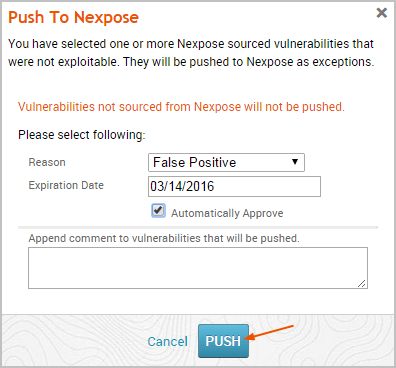 Push To Nexpose
You have selected one or more Nexpose sourced vulnerabilities that
were not exploitable. They will be pushed to Nexpose as exceptions.
Vulnerabilities not sourced from Nexpose will not be pushed.
Please select following:
Reason
False Positive
Expiration Date
03/14/2016
Automatically Approve
Append comment to vulnerabilities that will be pushed.
Cancel
PUSH